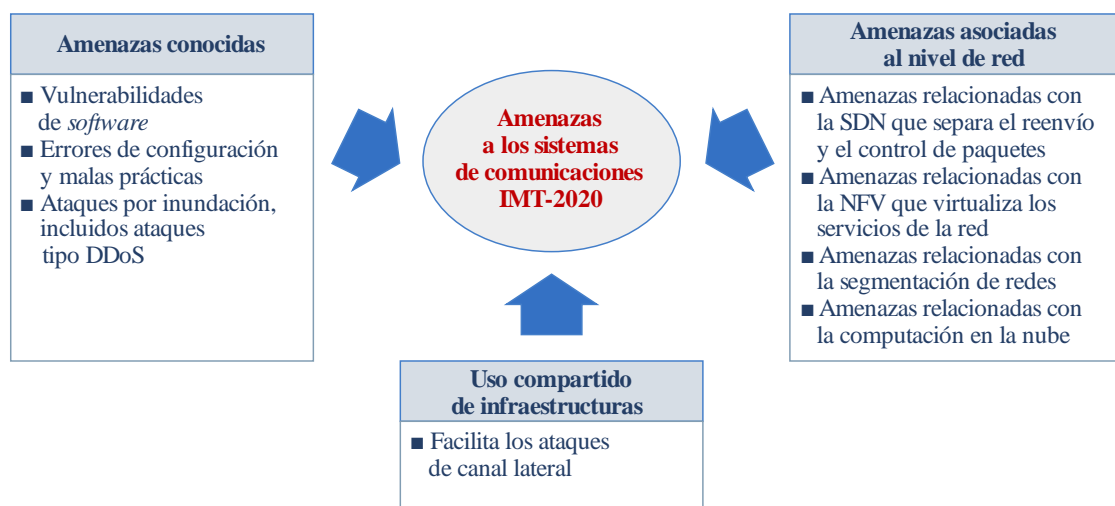 Amenazas conocidas
■ Vulnerabilidades
de software
■ Errores de configuración
y malas prácticas
■ Ataques por inundación,
incluidos ataques
tipo DDoS
Amenazas
a los sistemas
de comunicaciones
IMT-2020
Amenazas asociadas
al nivel de red
■ Amenazas relacionadas con
la SDN que separa el reenvío
y el control de paquetes
■ Amenazas relacionadas con
la NFV que virtualiza los
servicios de la red
■ Amenazas relacionadas con
la segmentación de redes
■ Amenazas relacionadas con
la computación en la nube
Uso compartido
de infraestructuras
■ Facilita los ataques
de canal lateral